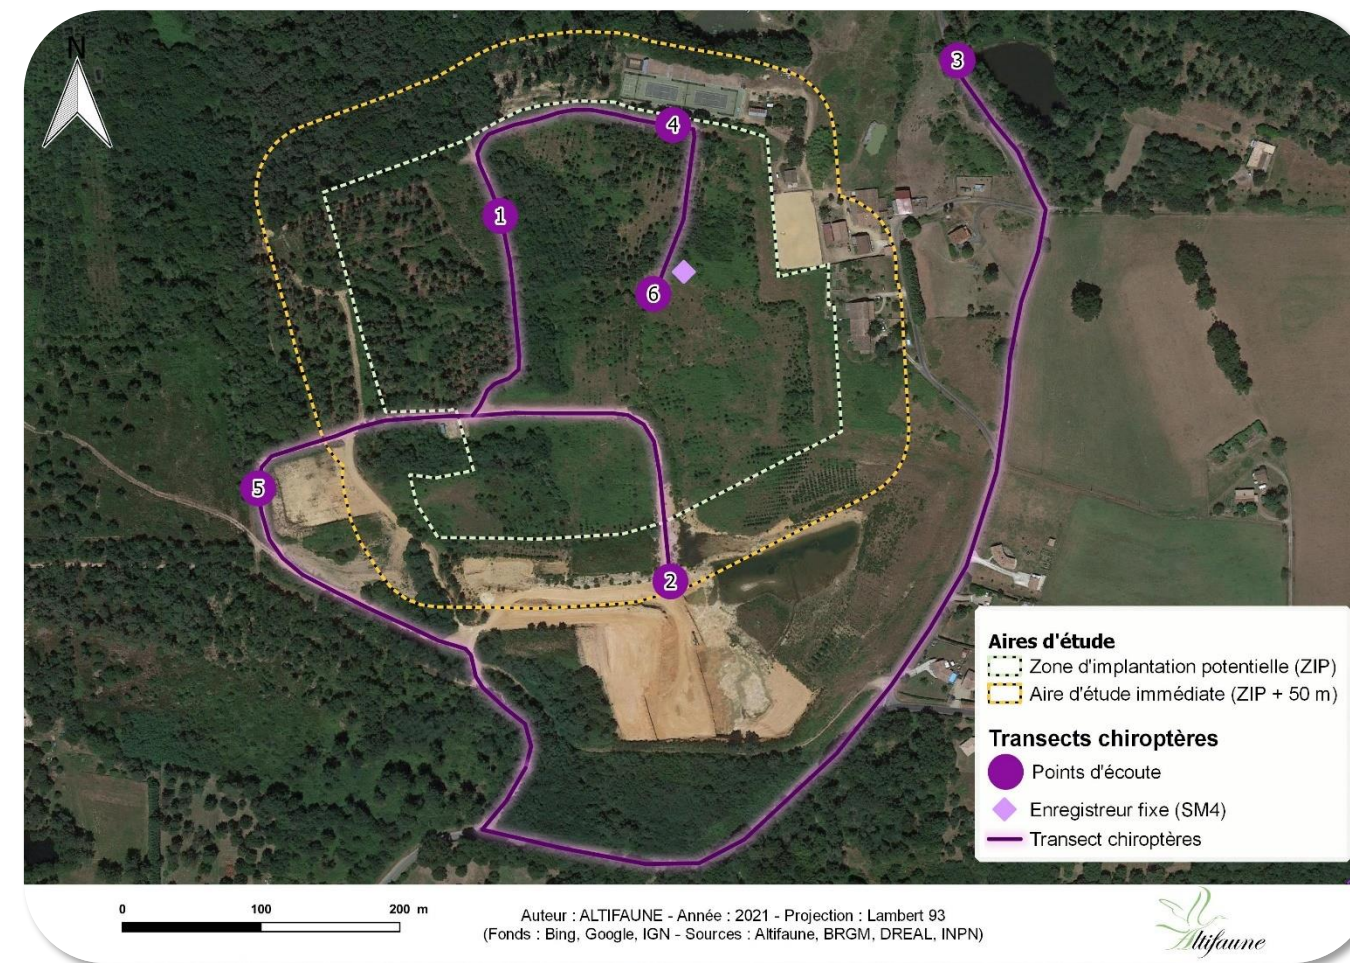 N
3
4
1
6
5
2
Aires d'étude
Zone d'implantation potentielle (ZIP)
Aire d'étude immédiate (ZIP + 50 m)
Transects chiroptères
Points d'écoute
Enregistreur fixe (SM4)
Transect chiroptères
0 100 200 m
Auteur : ALTIFAUNE - Année : 2021 - Projection : Lambert 93
(Fonds : Bing, Google, IGN - Sources : Altifaune, BRGM, DREAL, INPN)
Altifaune